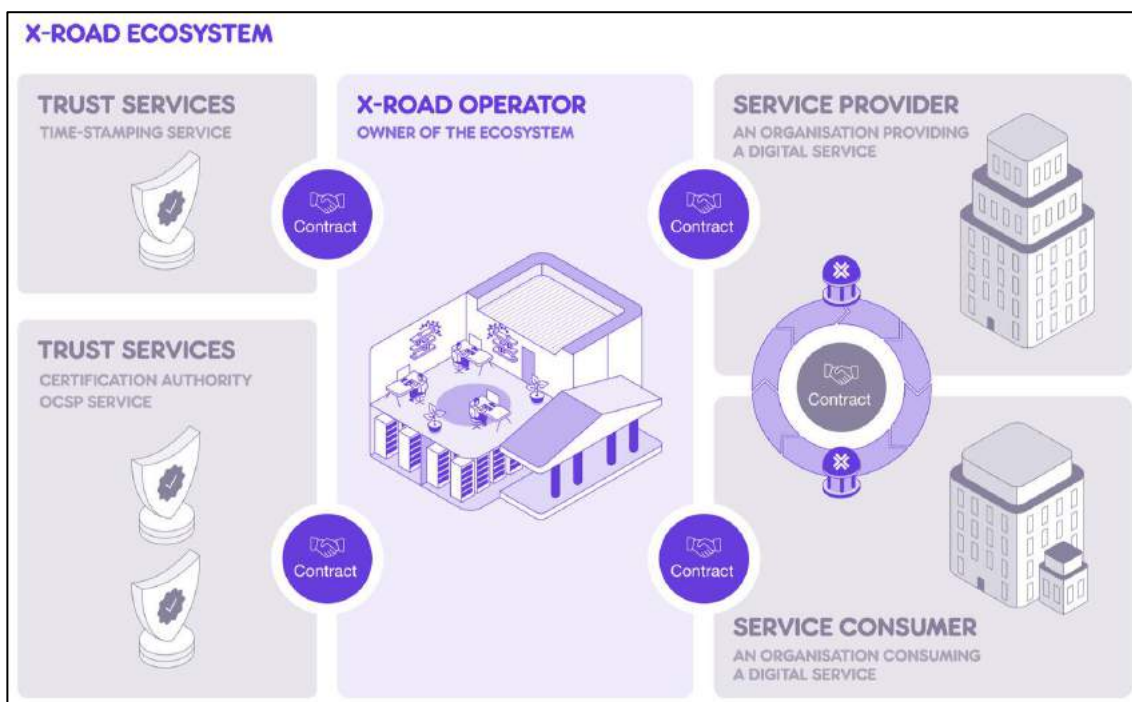 X-ROAD ECOSYSTEM
TRUST SERVICES
TIME-STAMPING SERVICE
Contract
TRUST SERVICES
CERTIFICATION AUTHORITY
OCSP SERVICE
Contract
X-ROAD OPERATOR
OWNER OF THE ECOSYSTEM
Contract
SERVICE PROVIDER
AN ORGANISATION PROVIDING
A DIGITAL SERVICE
Contract
Contract
SERVICE CONSUMER
AN ORGANISATION CONSUMING
A DIGITAL SERVICE